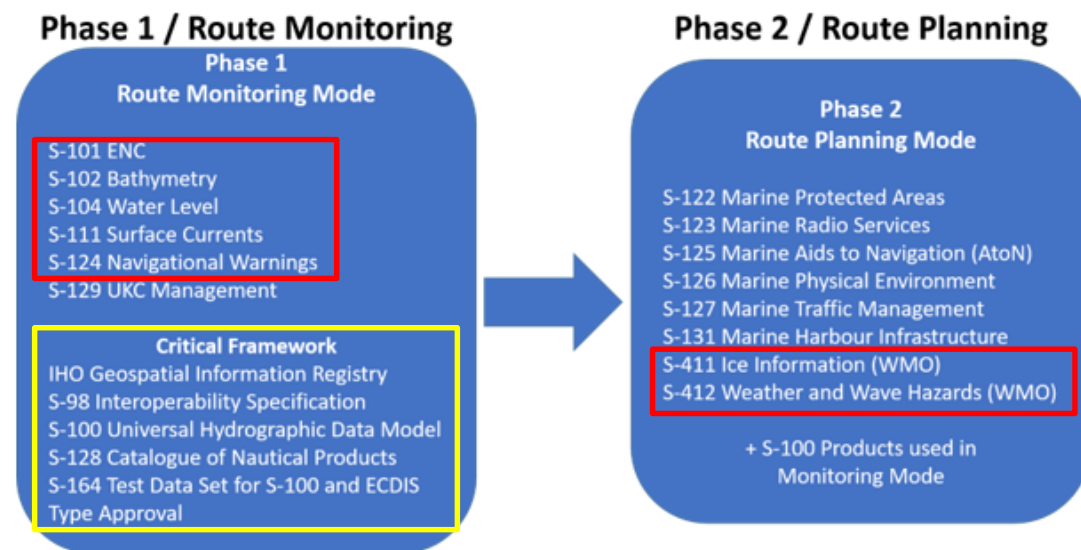 Phase 1 / Route Monitoring
Phase 1
Route Monitoring Mode
S-101 ENC
S-102 Bathymetry
S-104 Water Level
S-111 Surface Currents
S-124 Navigational Warnings
S-129 UKC Management
Critical Framework
IHO Geospatial Information Registry
S-98 Interoperability Specification
S-100 Universal Hydrographic Data Model
S-128 Catalogue of Nautical Products
S-164 Test Data Set for S-100 and ECDIS
Type Approval
Phase 2 / Route Planning
Phase 2
Route Planning Mode
S-122 Marine Protected Areas
S-123 Marine Radio Services
S-125 Marine Aids to Navigation (AtoN)
S-126 Marine Physical Environment
S-127 Marine Traffic Management
S-131 Marine Harbour Infrastructure
S-411 Ice Information (WMO)
S-412 Weather and Wave Hazards (WMO)
+ S-100 Products used in
Monitoring Mode